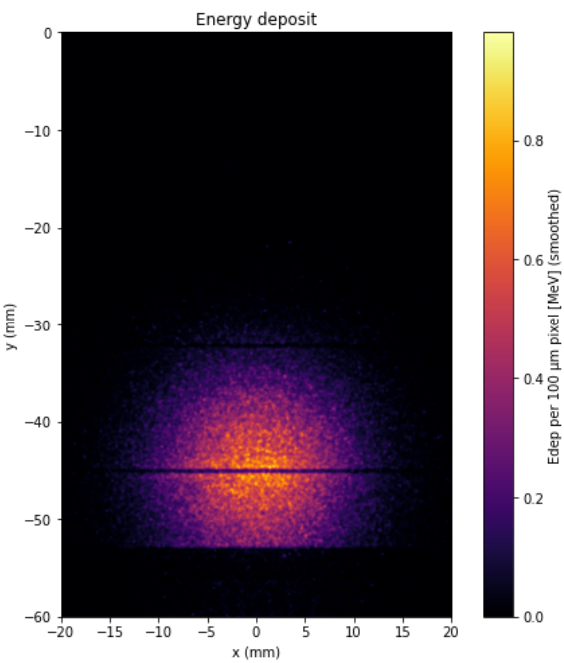 Energy deposit
0
−10
−20
−30
−40
−50
−60
y (mm)
−20 −15 −10 −5 0 5 10 15 20
x (mm)
0.8
0.6
0.4
0.2
0.0
Edep per 100 μm pixel [MeV] (smoothed)